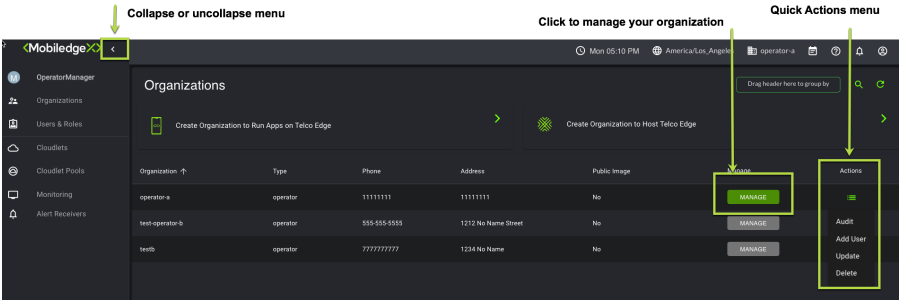 Collapse or uncollapse menu
Click to manage your organization
Quick Actions menu
<MobiledgeX>
Mon 05:10 PM America/Los_Angeles operator-a
M OperatorManager
Organizations
Users & Roles
Cloudlets
Cloudlet Pools
Monitoring
Alert Receivers
Organizations
Drag header here to group by
Create Organization to Run Apps on Telco Edge
Create Organization to Host Telco Edge
Organization ↑ Type Phone Address Public Image Manage Actions
operator-a operator 11111111 11111111 No MANAGE
test-operator-b operator 555-555-5555 1212 No Name Street No MANAGE
testb operator 7777777777 1234 No Name No MANAGE
Audit
Add User
Update
Delete